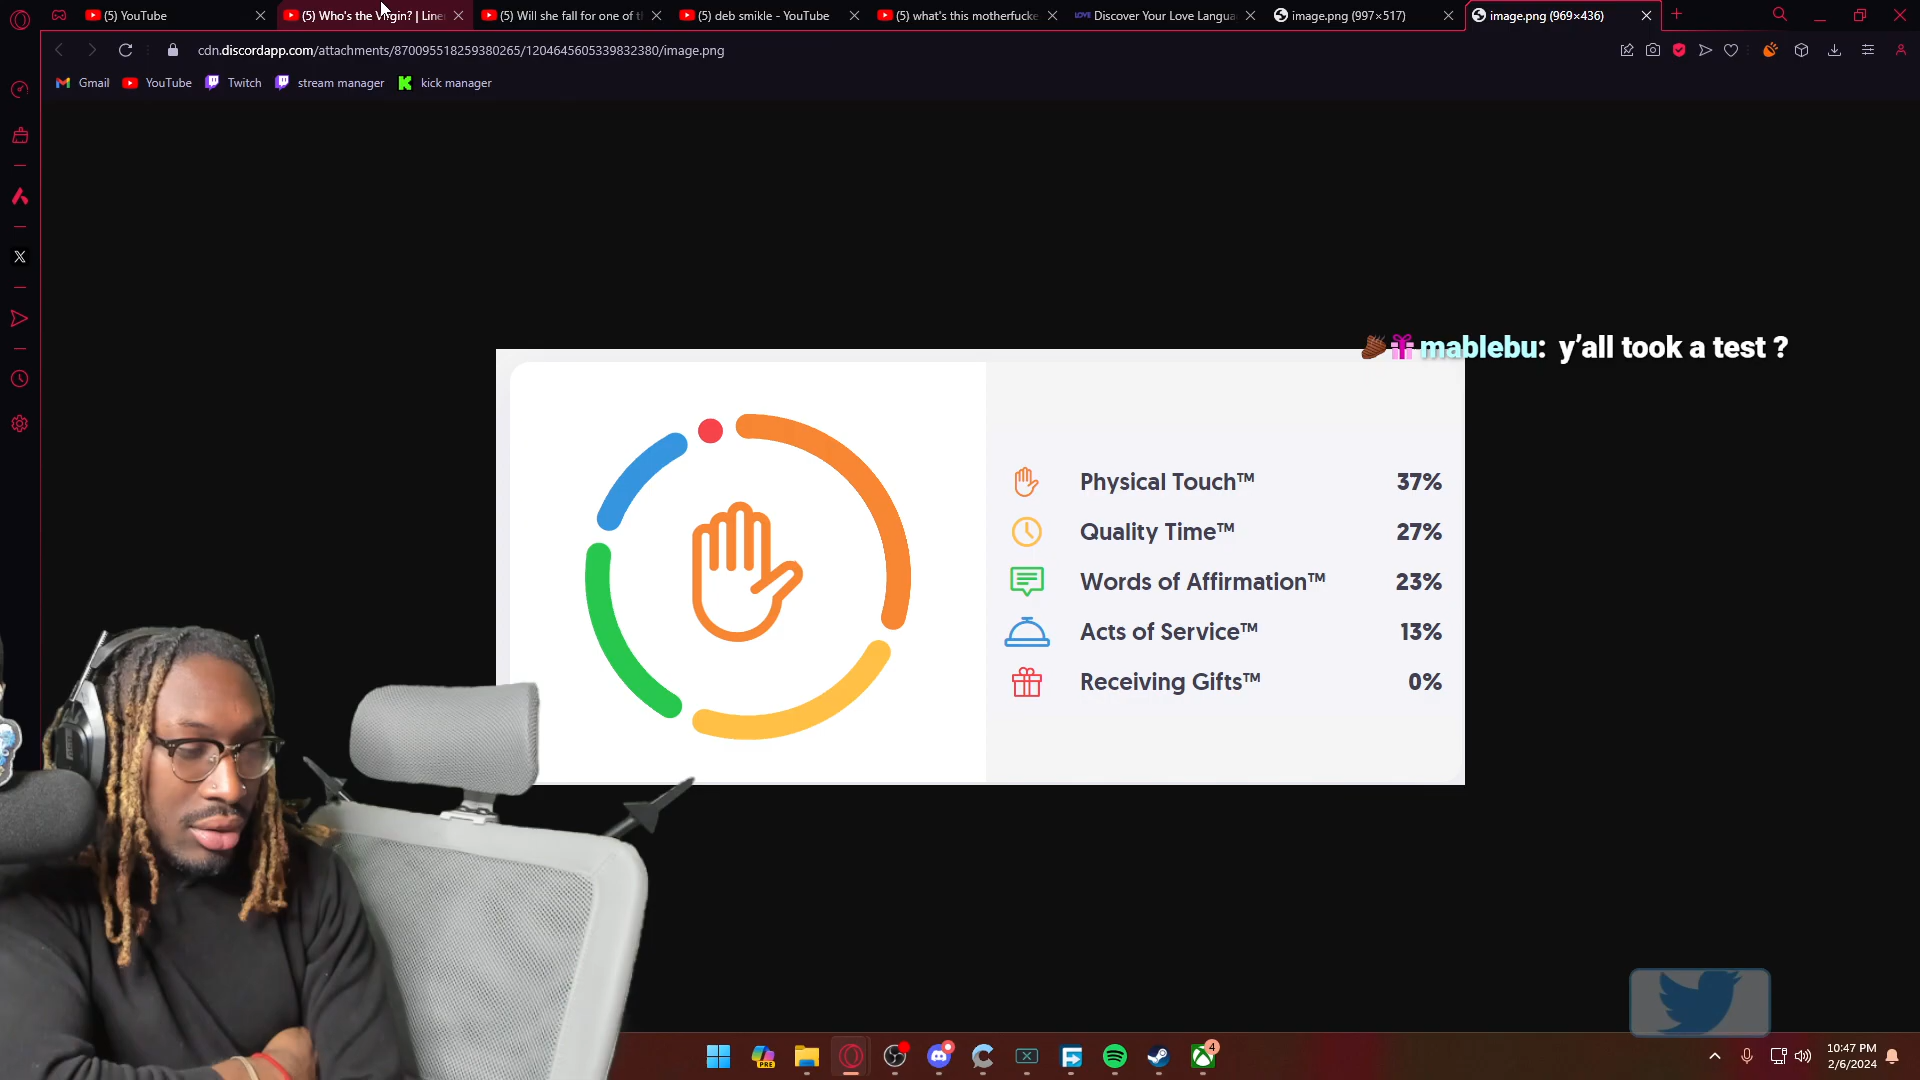 (5) YouTube
(5) Who's the Virgin? | Line
(5) Will she fall for one of t
(5) deb smikle - YouTube
(5) what's this motherfucke
LOVE Discover Your Love Langua
image.png (997×517)
image.png (969×436)
cdn.discordapp.com/attachments/870095518259380265/1204645605339832380/image.png
Gmail
YouTube
Twitch
stream manager
kick manager
mablebu: y'all took a test ?
Physical Touch™ 37%
Quality Time™ 27%
Words of Affirmation™ 23%
Acts of Service™ 13%
Receiving Gifts™ 0%
PRE
4
10:47 PM
2/6/2024